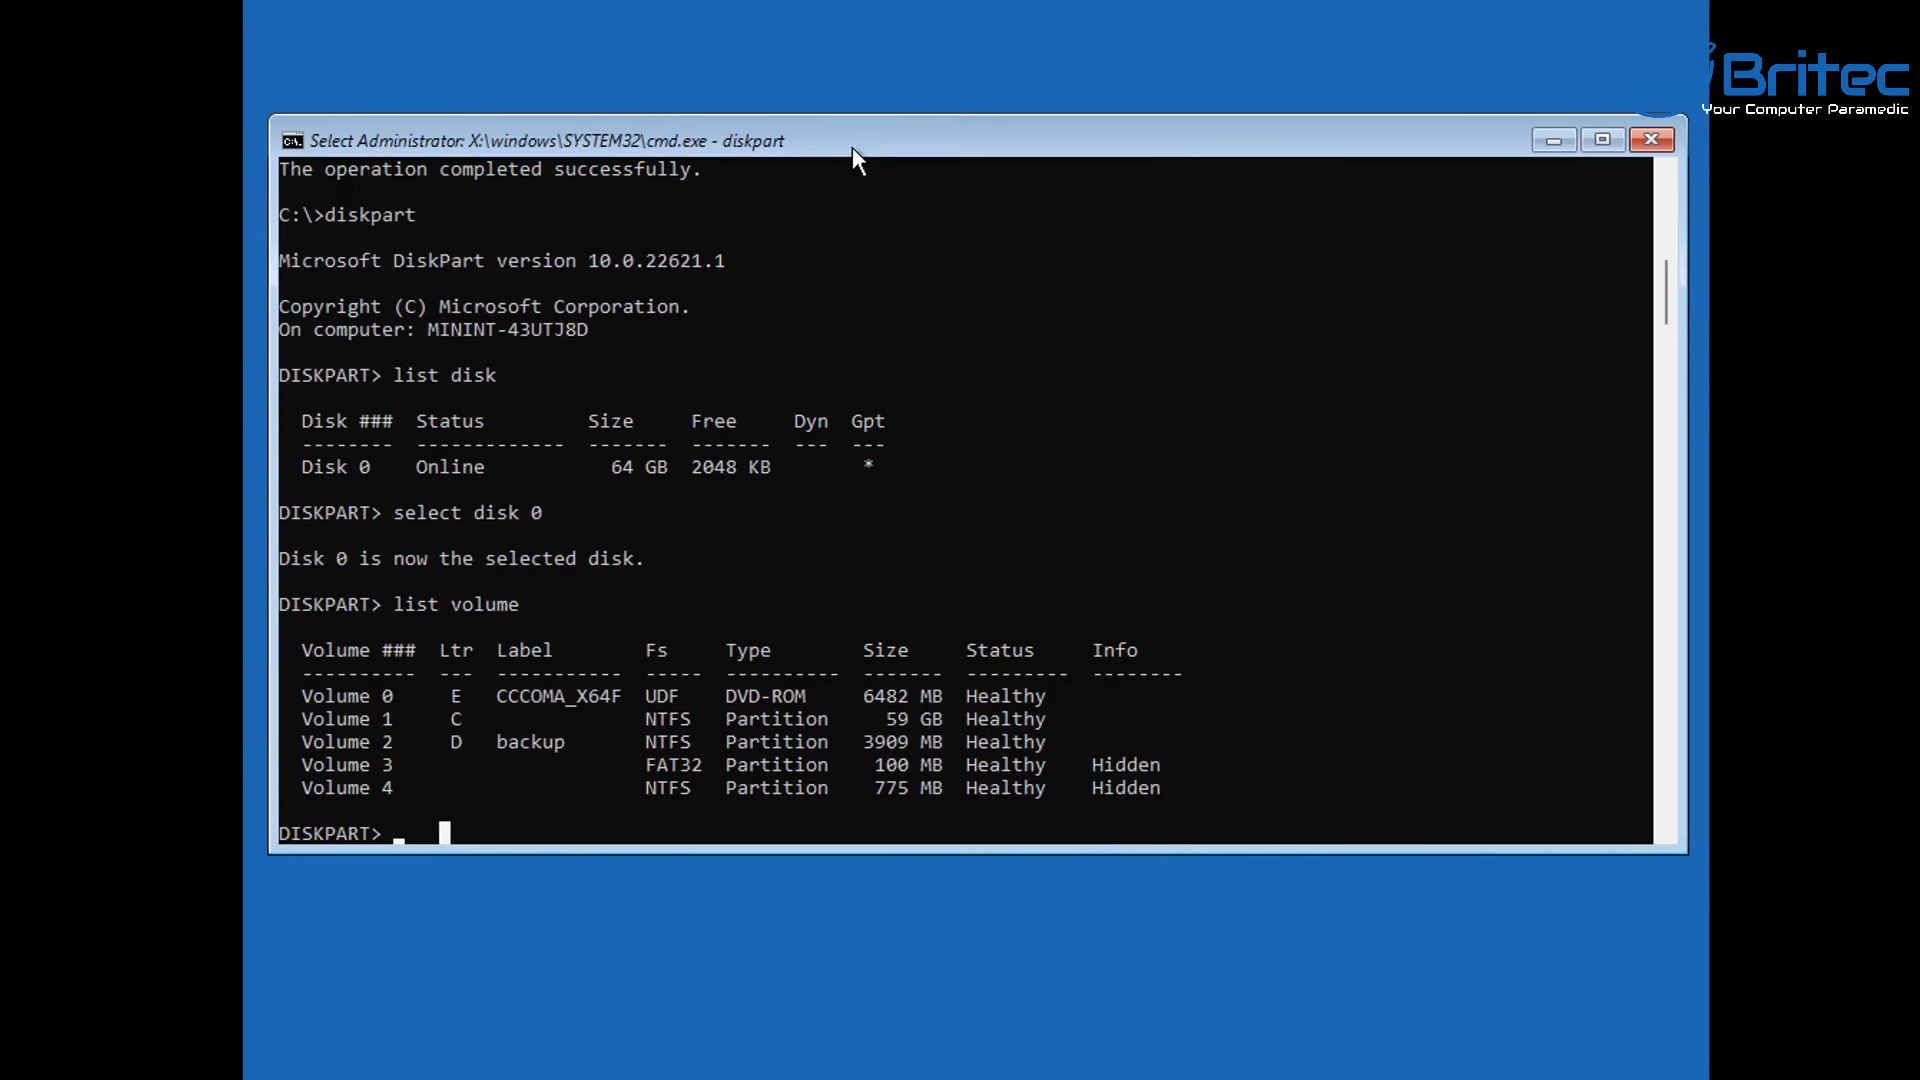 Britec
Your Computer Paramedic
Select Administrator: X:\windows\SYSTEM32\cmd.exe - diskpart
The operation completed successfully.
C:\>diskpart
Microsoft DiskPart version 10.0.22621.1
Copyright (C) Microsoft Corporation.
On computer: MININT-43UTJ8D
DISKPART> list disk
Disk ### Status Size Free Dyn Gpt
-------- ------------- ------- ------- --- ---
Disk 0 Online 64 GB 2048 KB *
DISKPART> select disk 0
Disk 0 is now the selected disk.
DISKPART> list volume
Volume ### Ltr Label Fs Type Size Status Info
---------- --- ----------- ----- ---------- ------- --------- --------
Volume 0 E CCCOMA_X64F UDF DVD-ROM 6482 MB Healthy
Volume 1 C NTFS Partition 59 GB Healthy
Volume 2 D backup NTFS Partition 3909 MB Healthy
Volume 3 FAT32 Partition 100 MB Healthy Hidden
Volume 4 NTFS Partition 775 MB Healthy Hidden
DISKPART> _